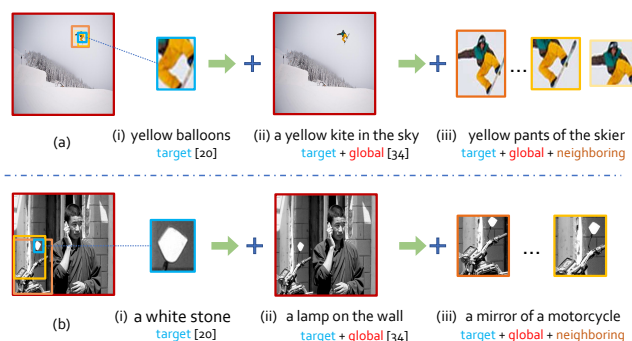 (a)
(i) yellow balloons
target [20]
(ii) a yellow kite in the sky
target + global [34]
...
(iii) yellow pants of the skier
target + global + neighboring
(b)
(i) a white stone
target [20]
(ii) a lamp on the wall
target + global [34]
...
(iii) a mirror of a motorcycle
target + global + neighboring